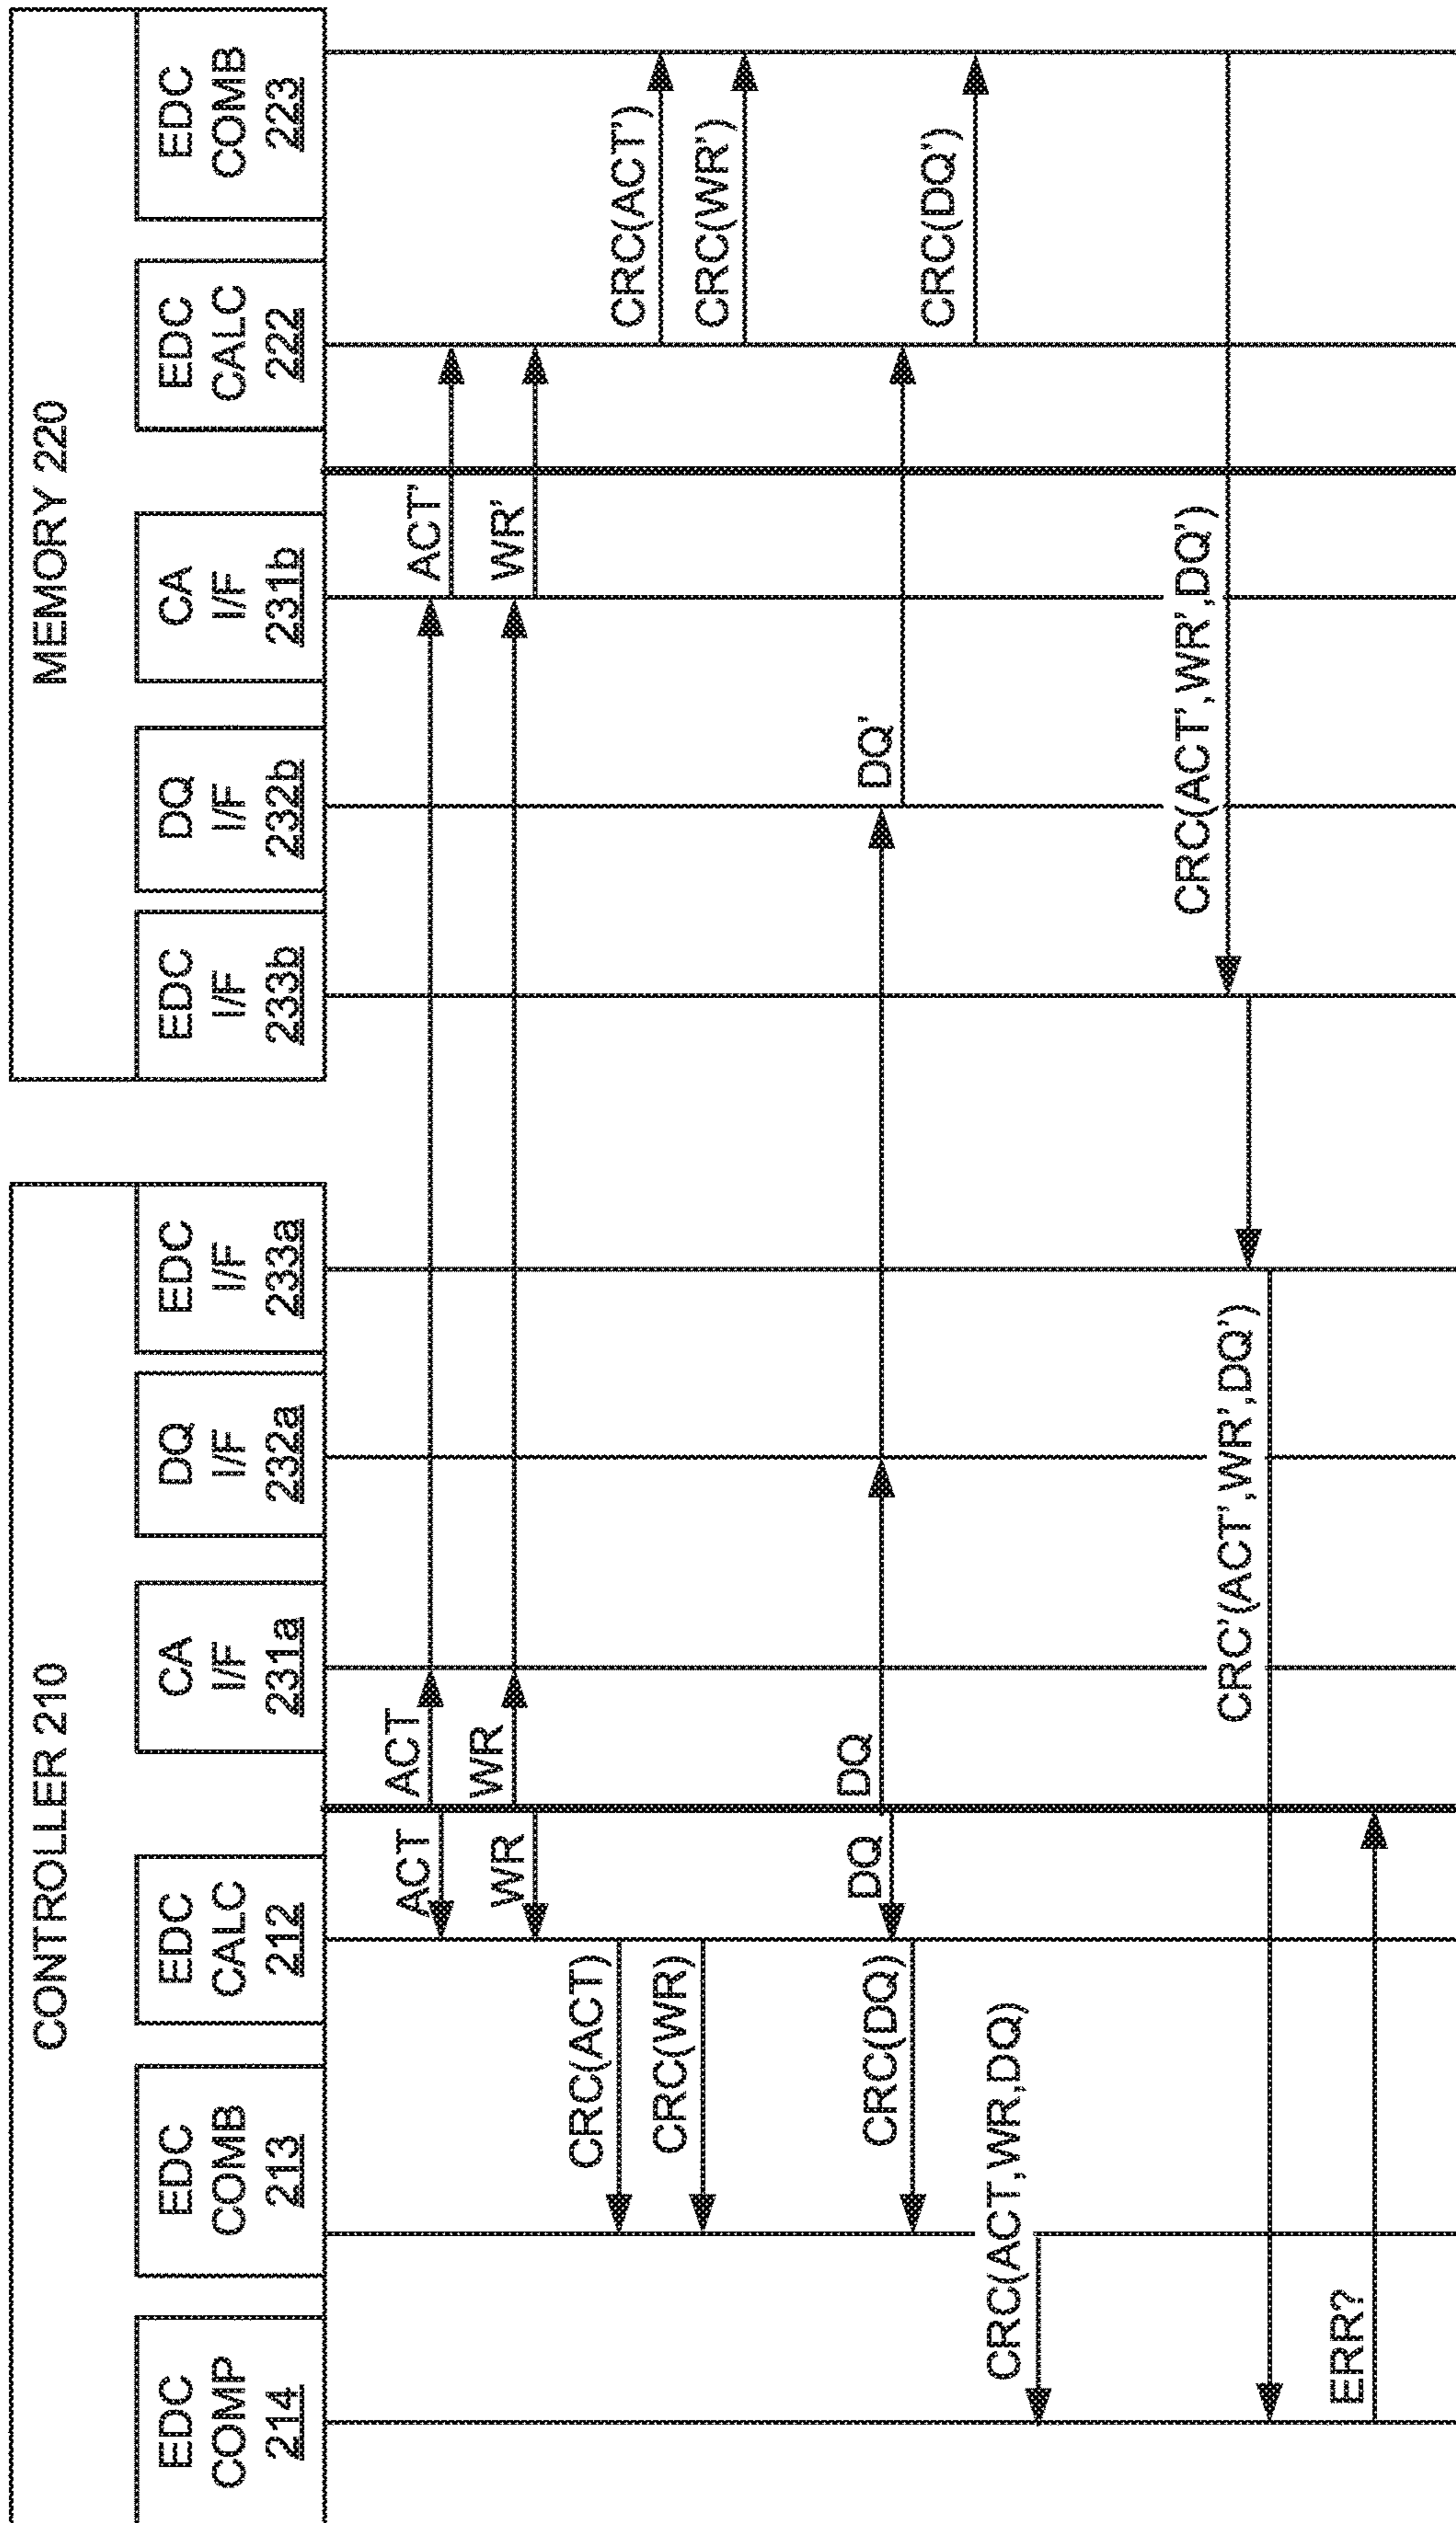 CONTROLLER 210
MEMORY 220
EDC
COMP
214
EDC
COMB
213
EDC
CALC
212
CA
I/F
231a
DQ
I/F
232a
EDC
I/F
233a
EDC
I/F
233b
DQ
I/F
232b
CA
I/F
231b
EDC
CALC
222
EDC
COMB
223
ACT
ACT
ACT'
WR
WR
WR'
CRC(ACT)
CRC(ACT')
CRC(WR)
CRC(WR')
DQ
DQ
DQ'
CRC(DQ)
CRC(DQ')
CRC(ACT,WR,DQ)
CRC(ACT',WR',DQ')
CRC'(ACT',WR',DQ')
ERR?